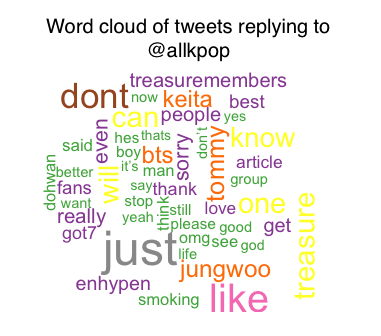 Word cloud of tweets replying to
@allkpop
treasuremembers
dont
now
keita
best
can
people
yes
said
even
hes
thats
know
boy
bts
sorry
don't
tommy
it's
man
article
dohwan
better
will
say
thank
group
fans
want
stop
think
still
love
one
treasure
really
yeah
please
good
get
got7
just
omg
see
god
life
jungwoo
enhypen
smoking
like